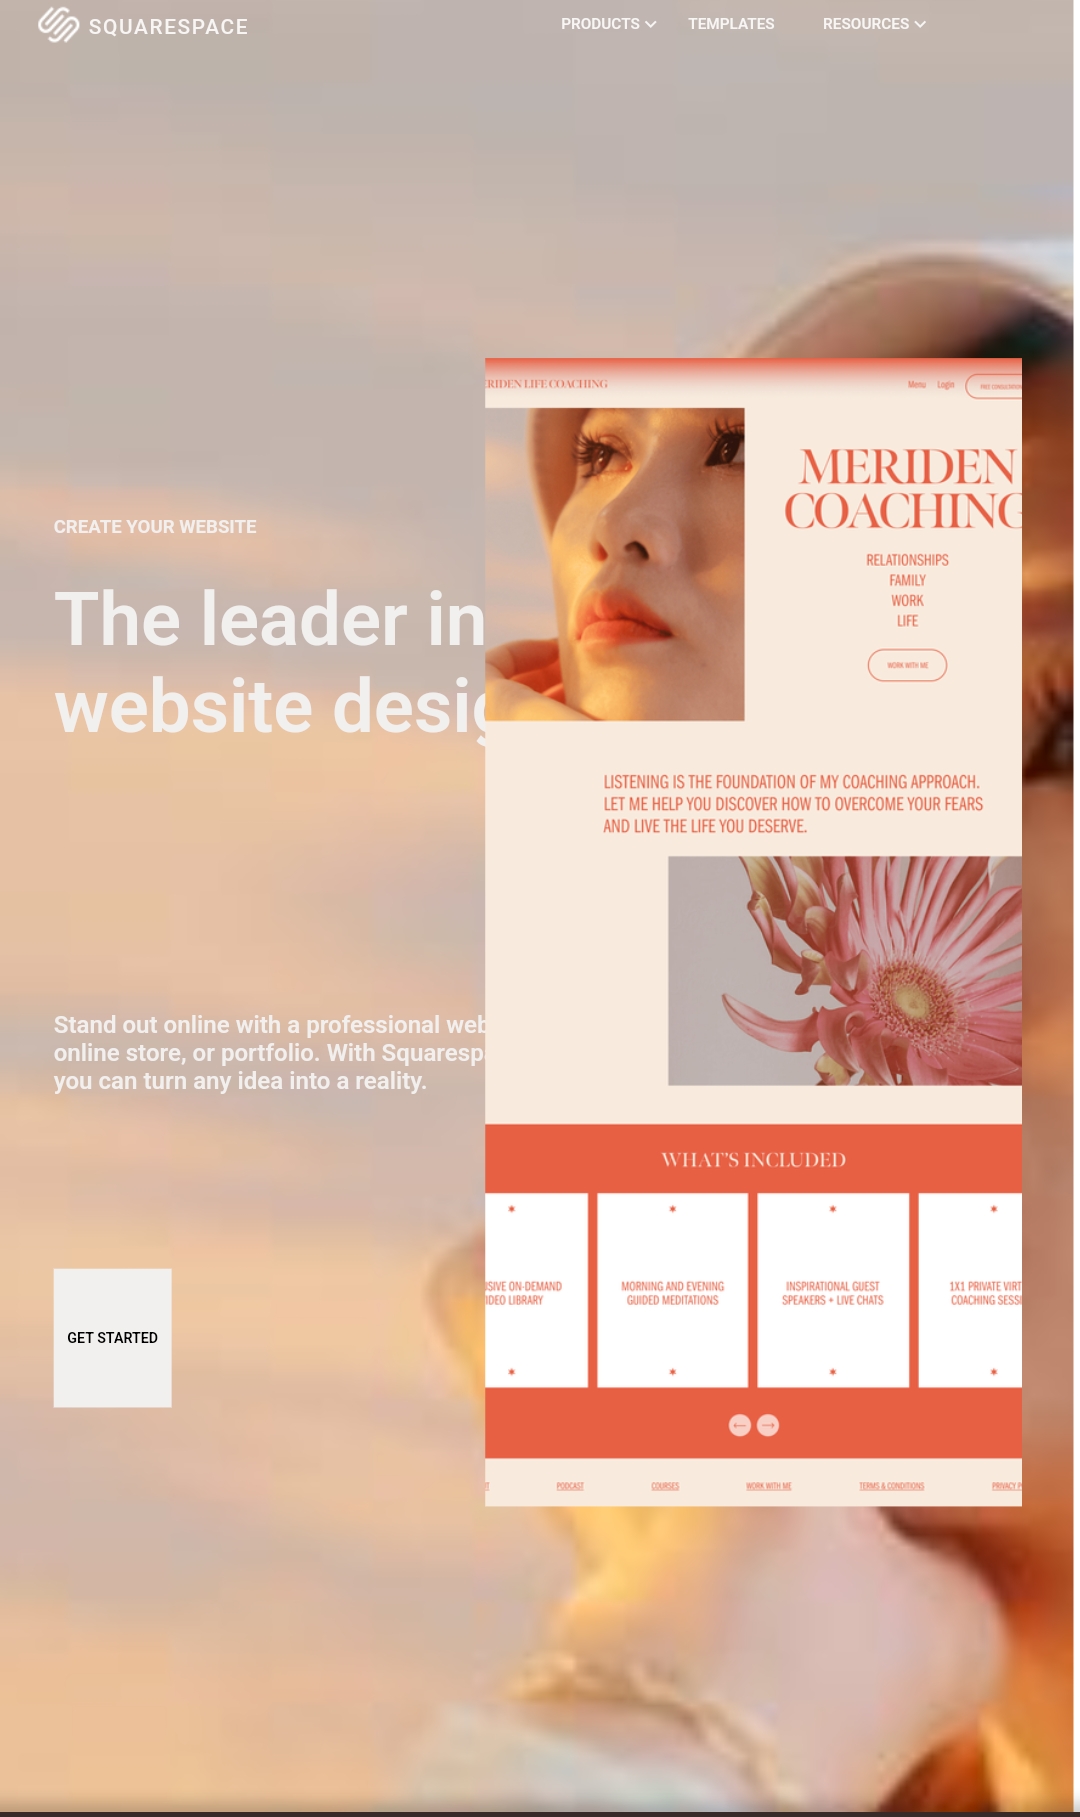 SQUARESPACE
PRODUCTS
TEMPLATES
RESOURCES
CREATE YOUR WEBSITE
The leader in
website desig
Stand out online with a professional web
online store, or portfolio. With Squarespa
you can turn any idea into a reality.
GET STARTED
ERIDEN LIFE COACHING
Menu
Login
FREE CONSULTATION
MERIDEN
COACHING
RELATIONSHIPS
FAMILY
WORK
LIFE
WORK WITH ME
LISTENING IS THE FOUNDATION OF MY COACHING APPROACH.
LET ME HELP YOU DISCOVER HOW TO OVERCOME YOUR FEARS
AND LIVE THE LIFE YOU DESERVE.
WHAT'S INCLUDED
SIVE ON-DEMAND
IDEO LIBRARY
MORNING AND EVENING
GUIDED MEDITATIONS
INSPIRATIONAL GUEST
SPEAKERS + LIVE CHATS
1X1 PRIVATE VIRT
COACHING SESSI
PODCAST
COURSES
WORK WITH ME
TERMS & CONDITIONS
PRIVACY P